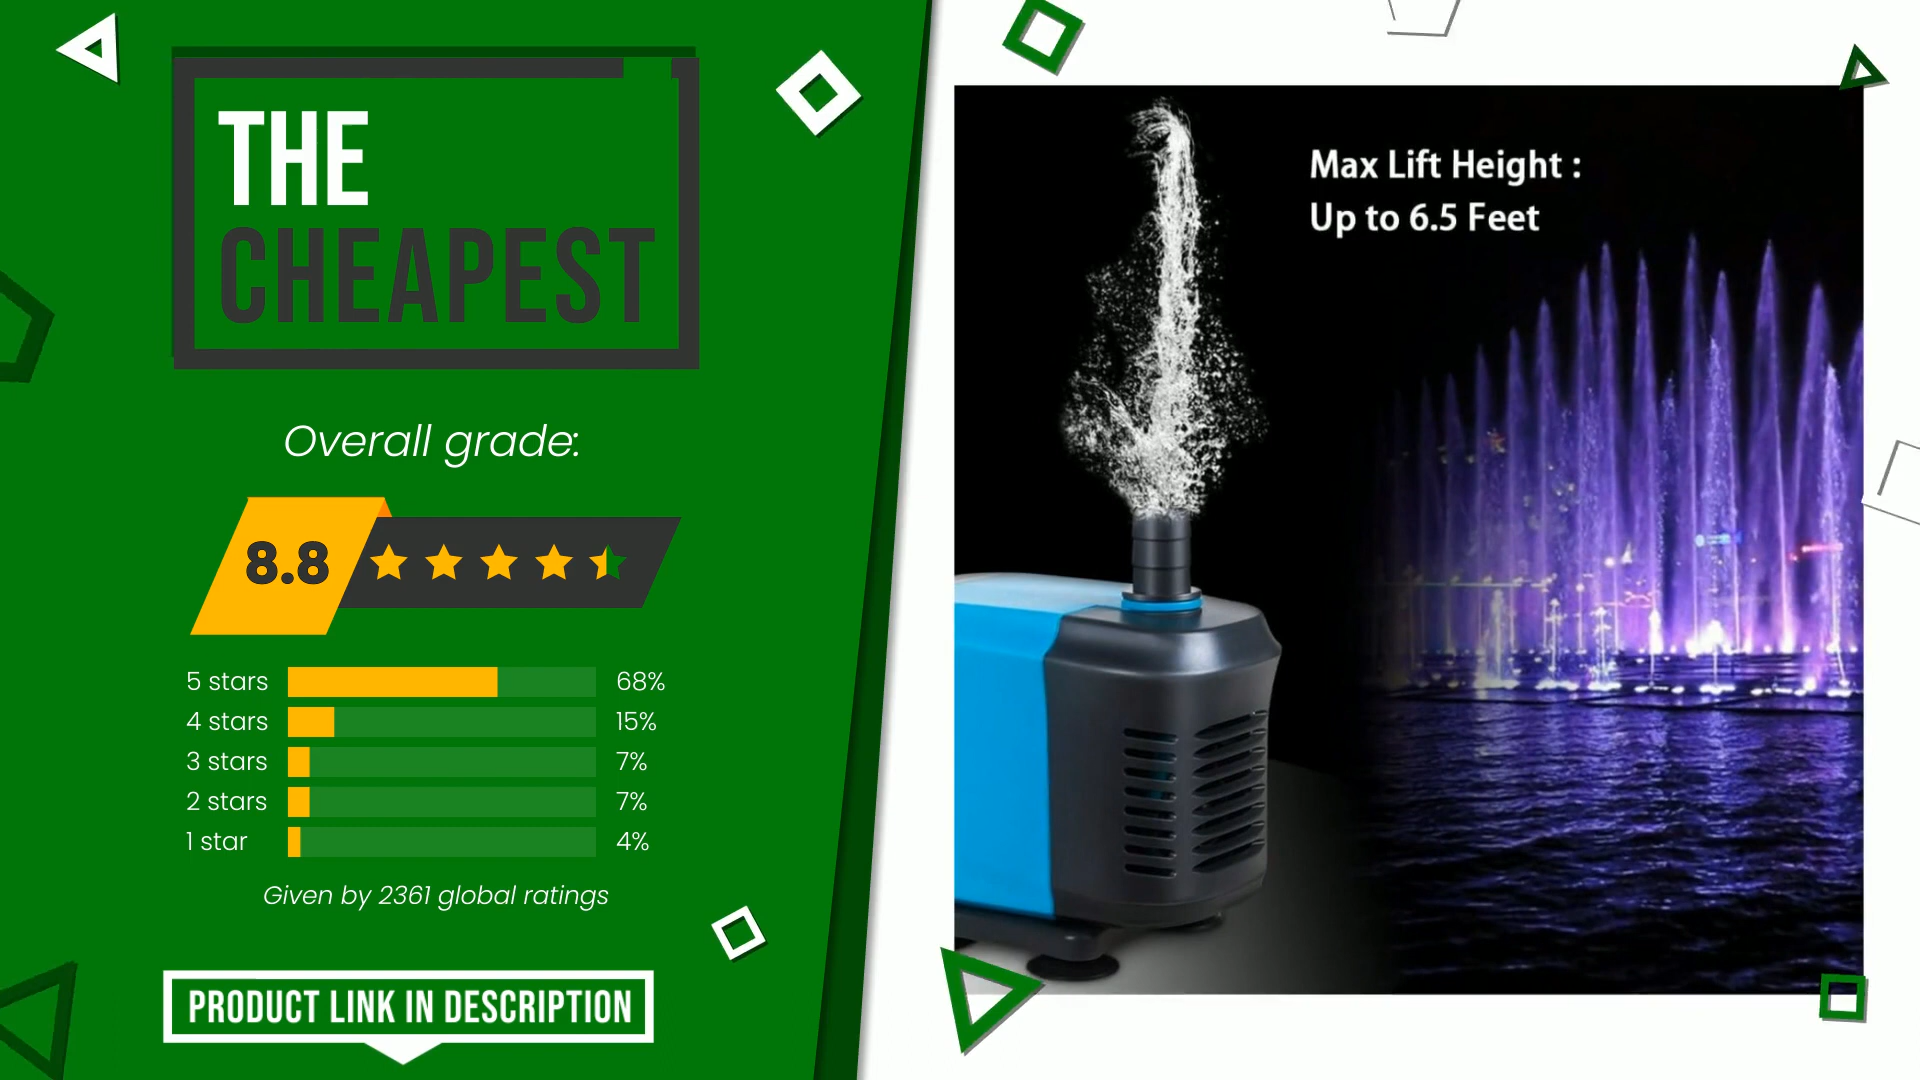 THE
CHEAPEST
Overall grade:
8.8
5 stars 68%
4 stars 15%
3 stars 7%
2 stars 7%
1 star 4%
Given by 2361 global ratings
PRODUCT LINK IN DESCRIPTION
Max Lift Height :
Up to 6.5 Feet